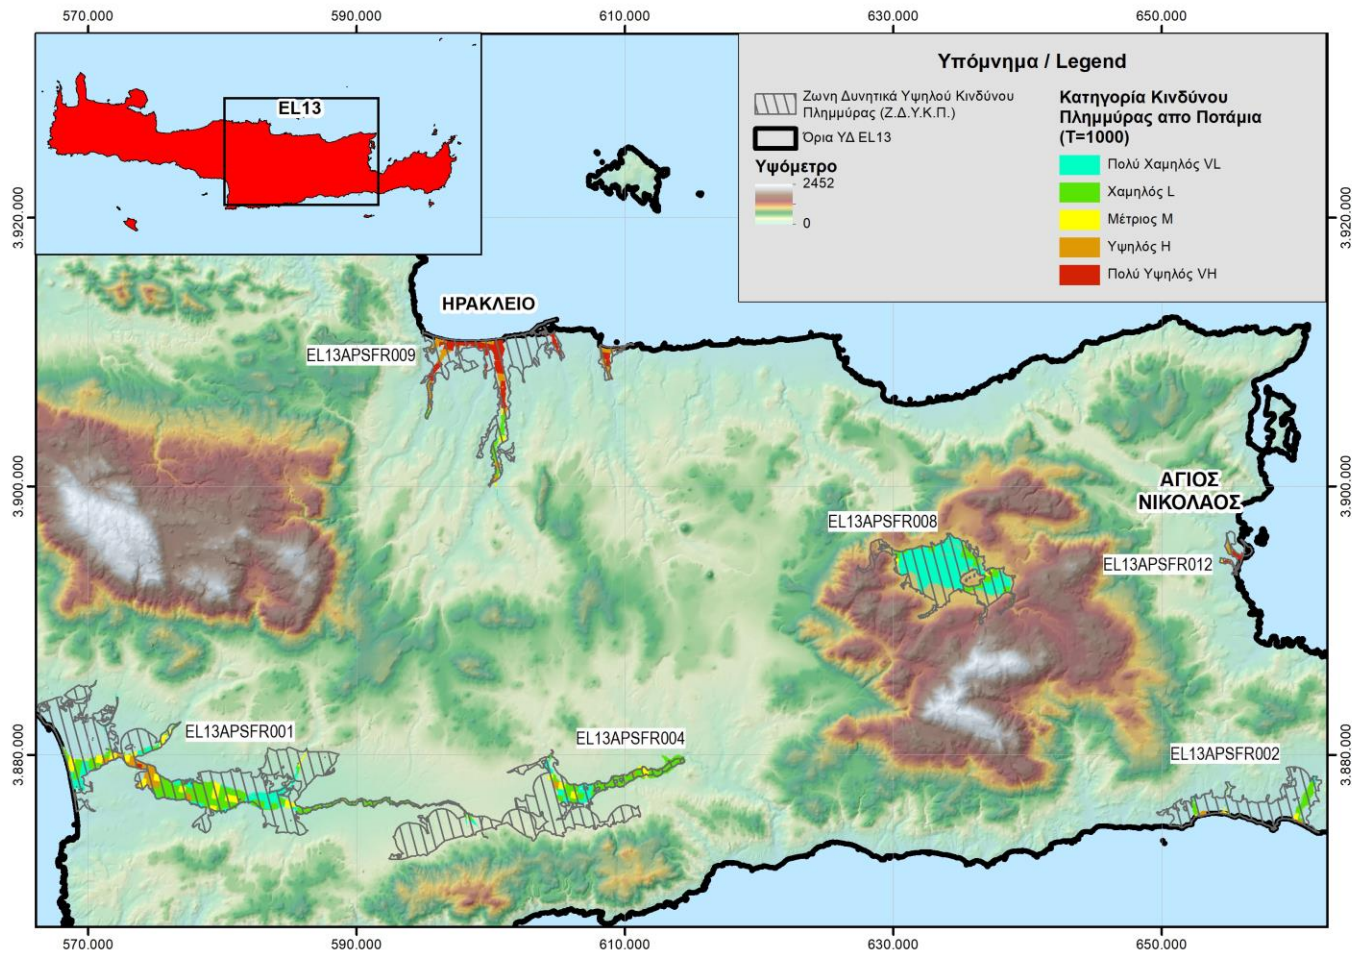 570.000 590.000 610.000 630.000 650.000
EL13
Υπόμνημα / Legend
Ζωνη Δυνητικά Υψηλού Κινδύνου
Πλημμύρας (Ζ.Δ.Υ.Κ.Π.)
Όρια ΥΔ EL13
Υψόμετρο
2452
0
Κατηγορία Κινδύνου
Πλημμύρας απο Ποτάμια
(T=1000)
Πολύ Χαμηλός VL
Χαμηλός L
Μέτριος M
Υψηλός H
Πολύ Υψηλός VH
3.920.000 3.920.000
ΗΡΑΚΛΕΙΟ
EL13APSFR009
3.900.000 3.900.000
ΑΓΙΟΣ
ΝΙΚΟΛΑΟΣ
EL13APSFR008
EL13APSFR012
EL13APSFR001
EL13APSFR004
EL13APSFR002
3.880.000 3.880.000
570.000 590.000 610.000 630.000 650.000